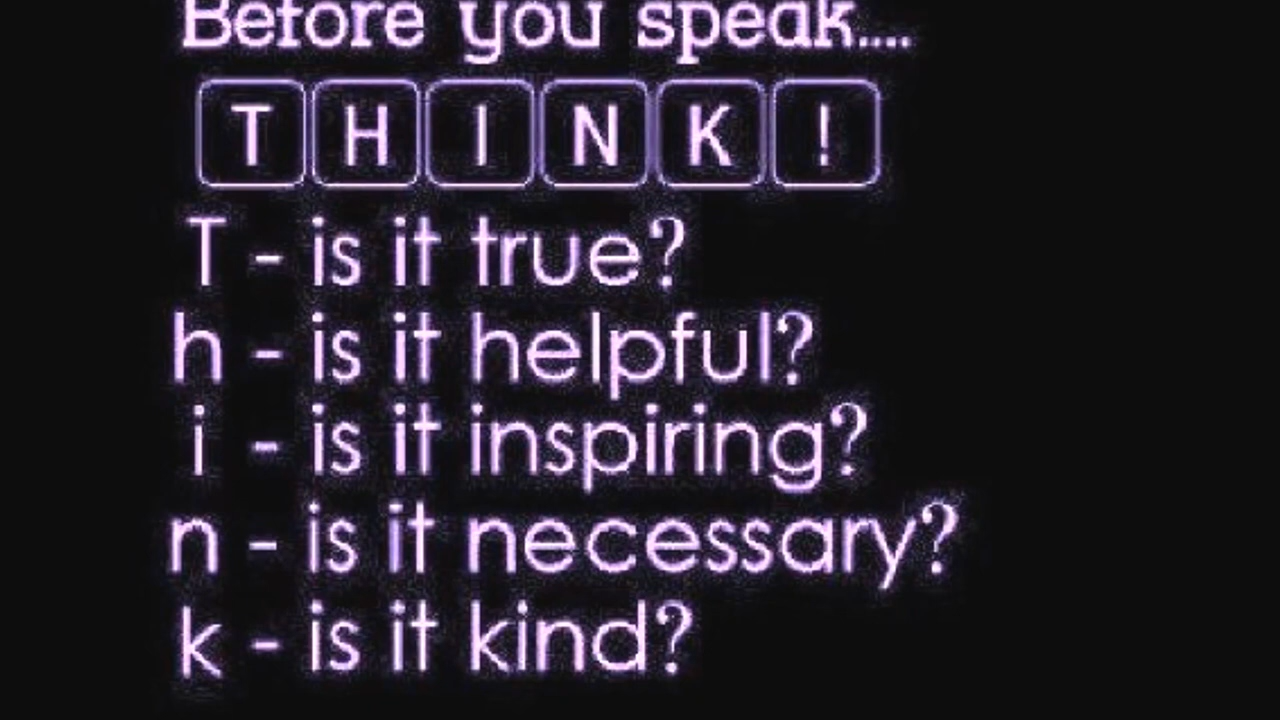 Before you speak....
THINK!
T - is it true?
h - is it helpful?
i - is it inspiring?
n - is it necessary?
k - is it kind?